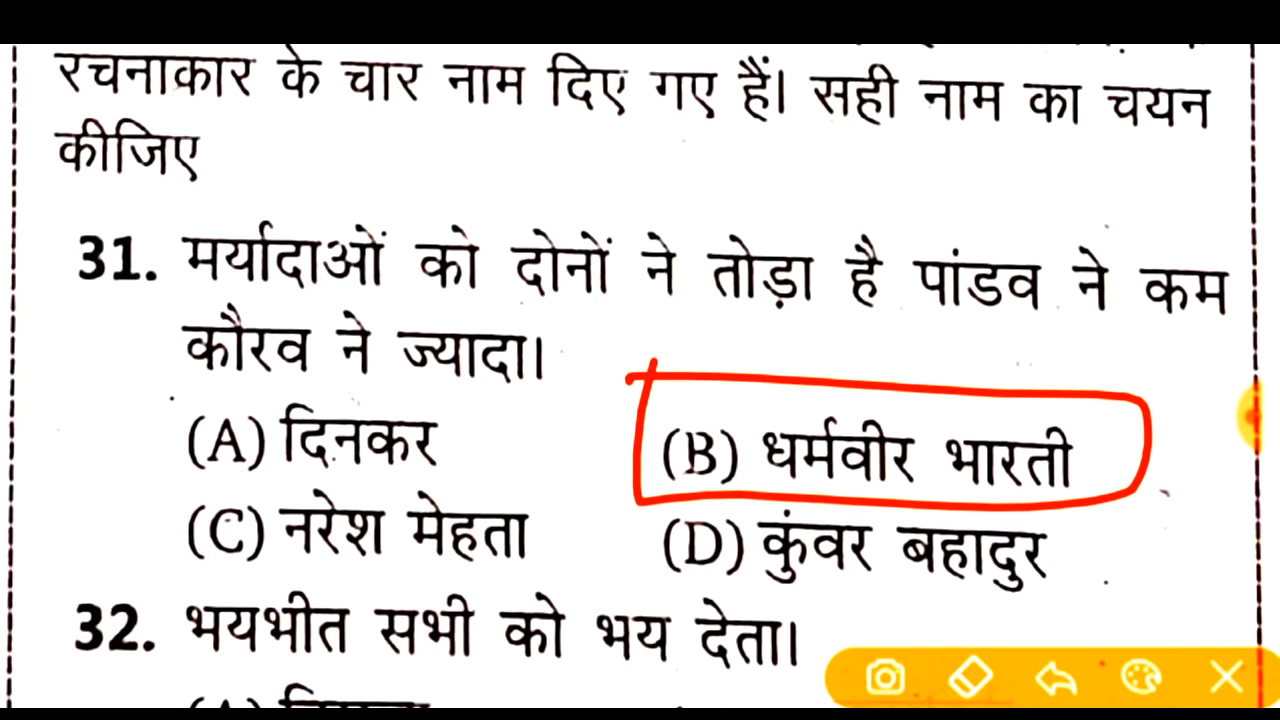 रचनाकार के चार नाम दिए गए हैं। सही नाम का चयन
कीजिए
31. मर्यादाओं को दोनों ने तोड़ा है पांडव ने कम
कौरव ने ज्यादा।
(A) दिनकर (B) धर्मवीर भारती
(C) नरेश मेहता (D) कुंवर बहादुर
32. भयभीत सभी को भय देता।